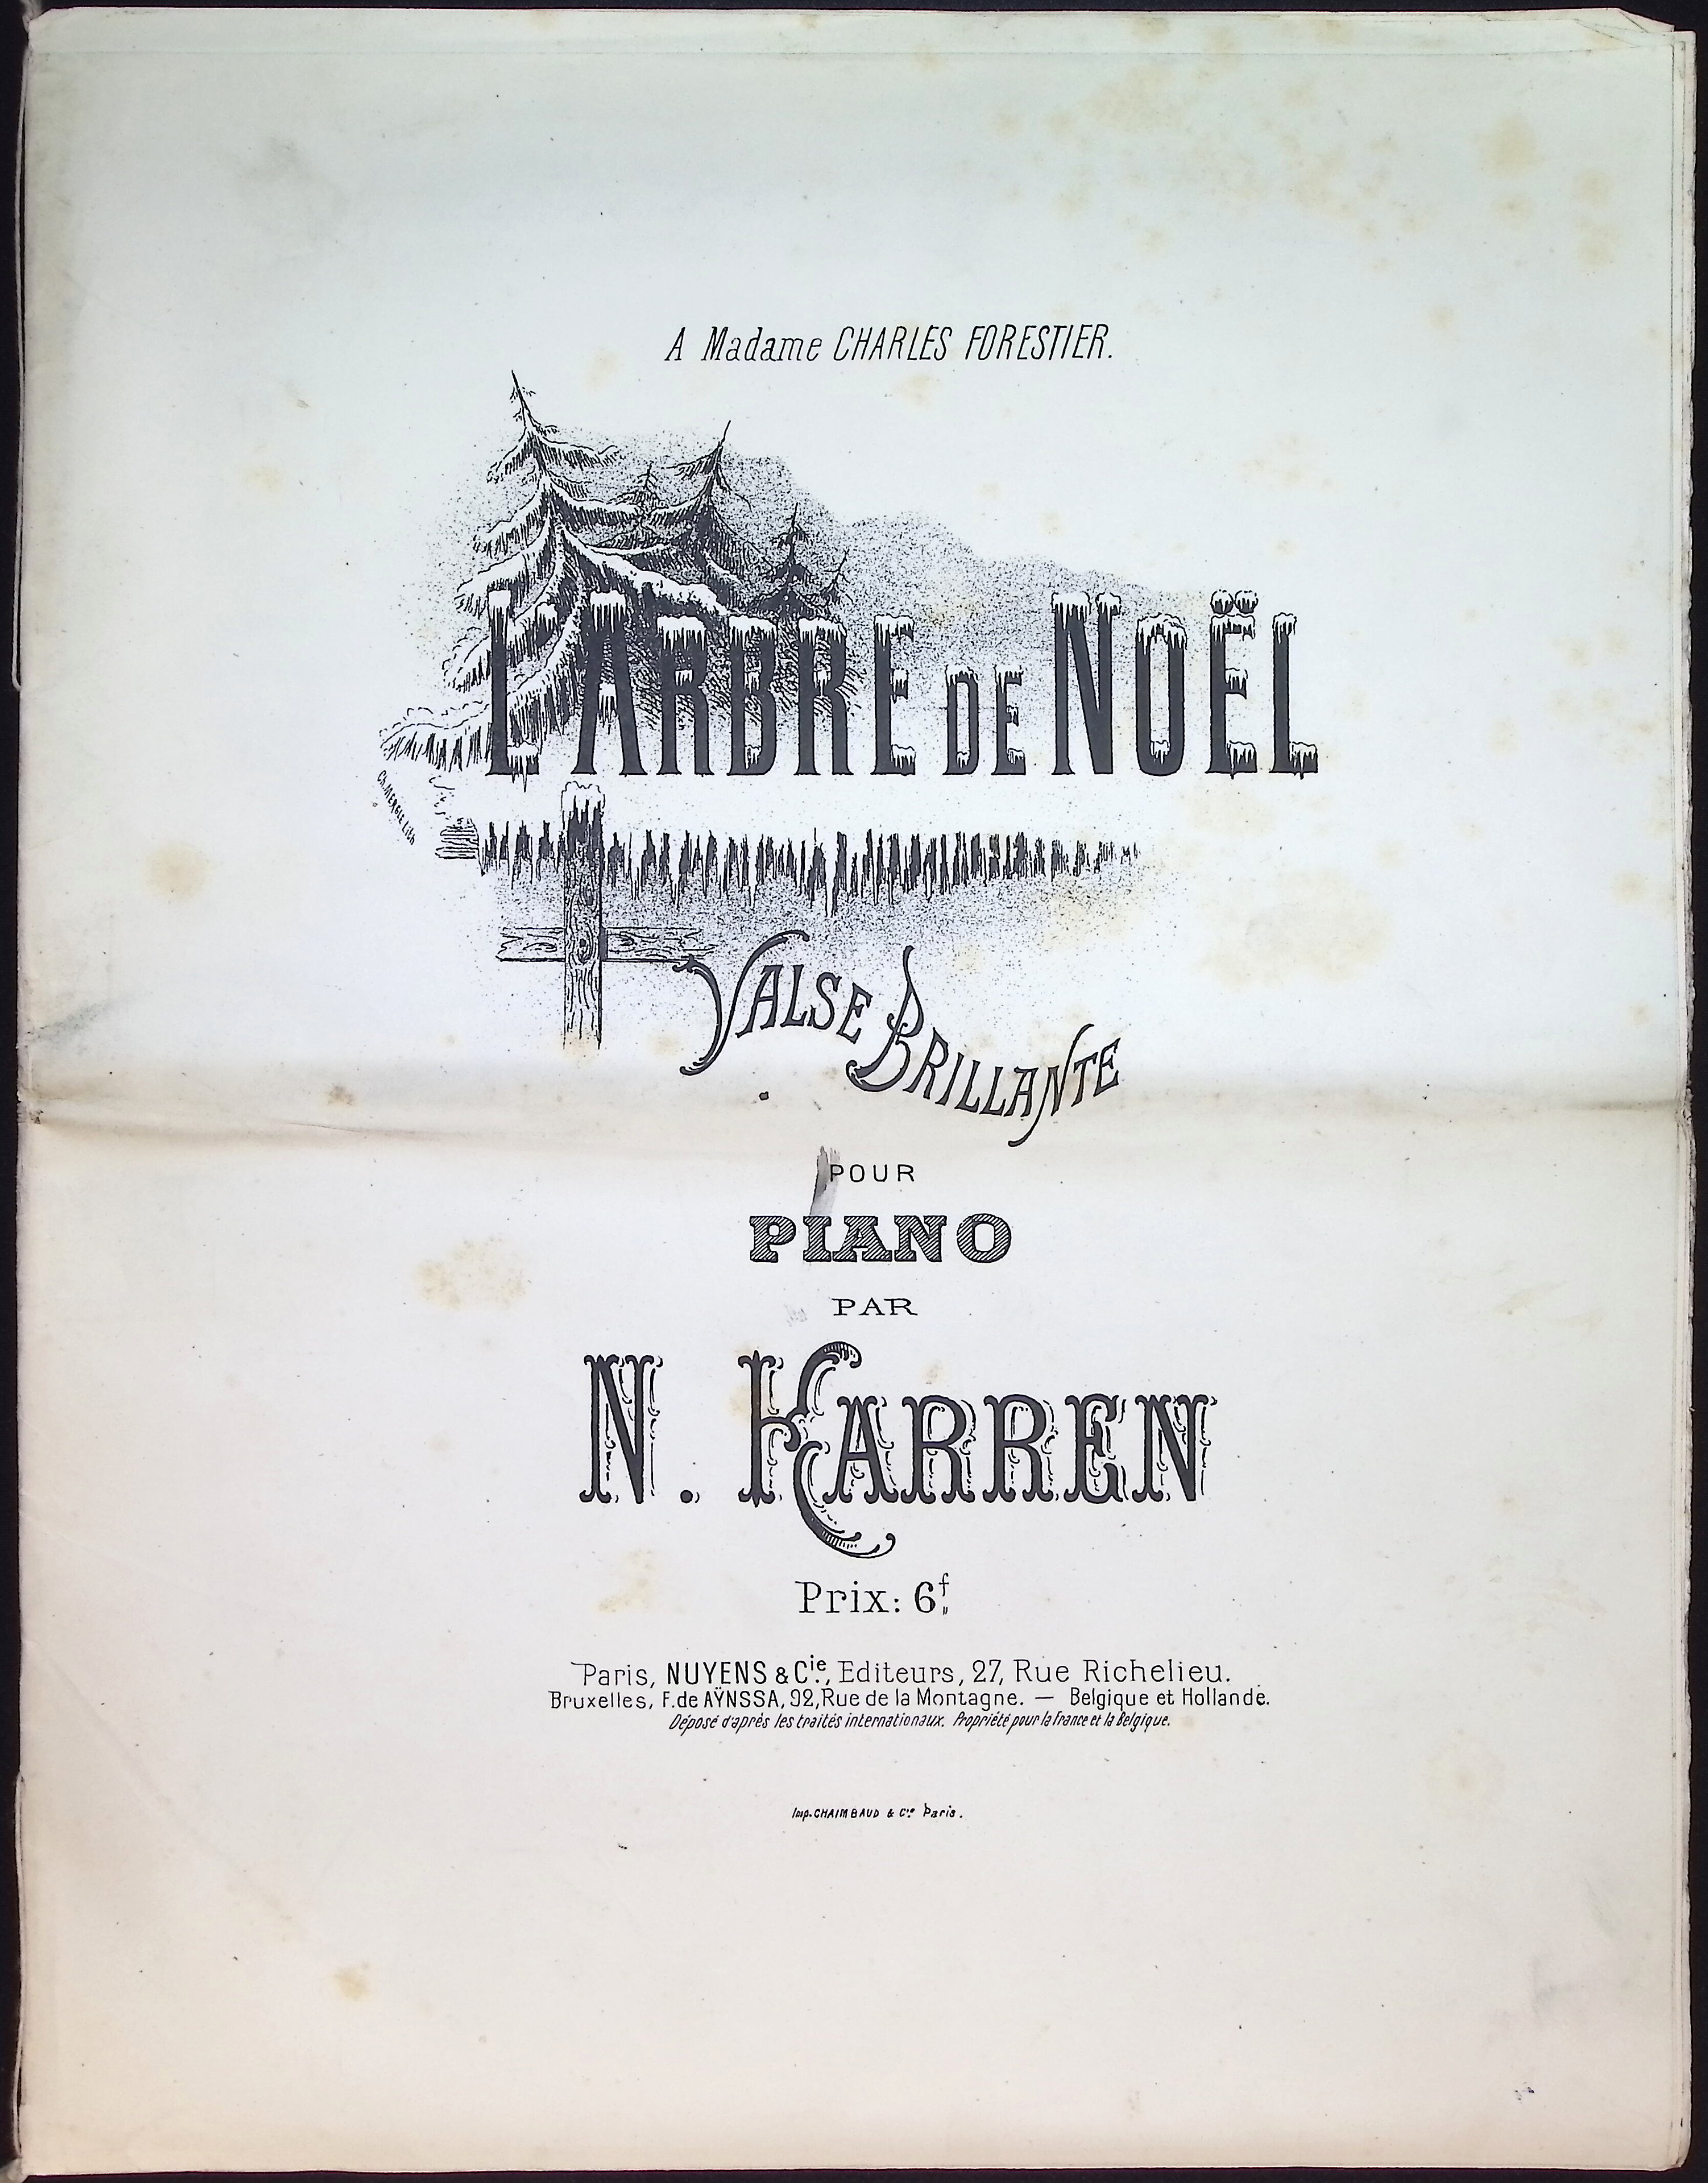 A Madame CHARLES FORESTIER.
L'ARBRE DE NOËL
VALSE BRILLANTE
POUR
PIANO
PAR
N. KARREN
Prix: 6f
Paris, NUYENS & Cie, Editeurs, 27, Rue Richelieu.
Bruxelles, F. de AŸNSSA, 92, Rue de la Montagne. — Belgique et Hollande.
Déposé d'après les traités internationaux. Propriété pour la France et la Belgique.
Imp. CHAIMBAUD & Cie Paris.